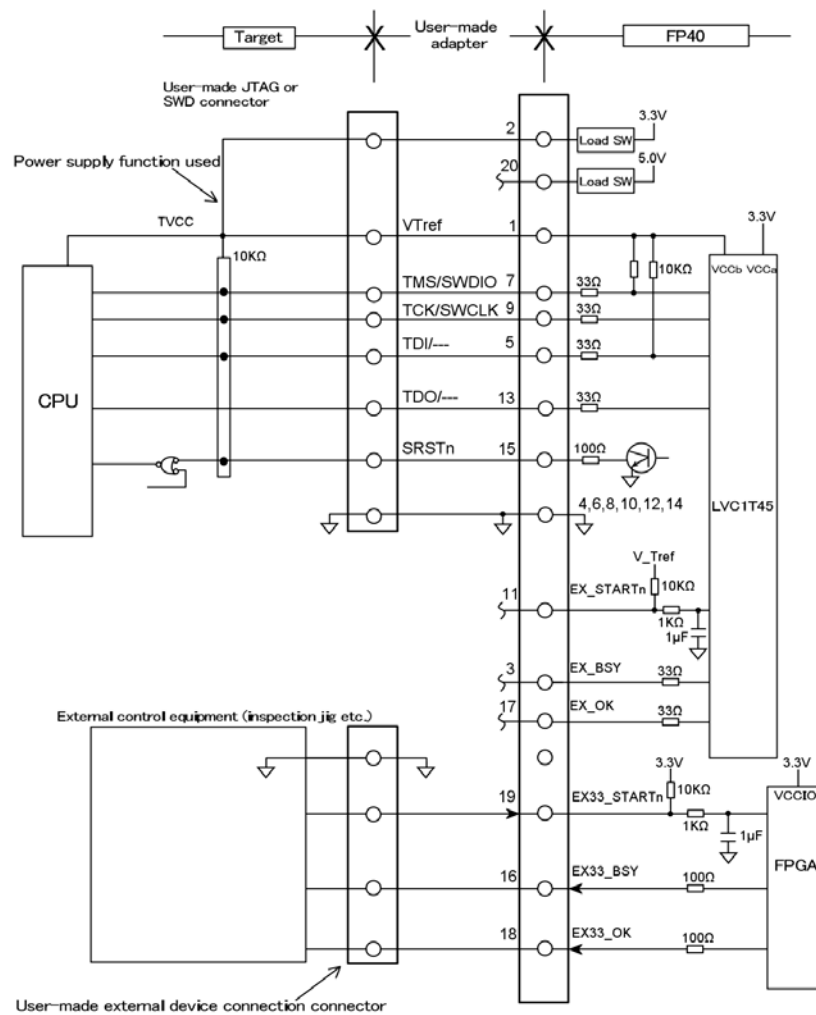 Target
User-made
adapter
FP40
User-made JTAG or
SWD connector
2
3.3V
Load SW
Power supply function used
20
5.0V
Load SW
TVCC
VTref
1
3.3V
10KΩ
10KΩ
VCCb VCCa
TMS/SWDIO 7
33Ω
TCK/SWCLK 9
33Ω
TDI/---
5
33Ω
CPU
TDO/---
13
33Ω
SRSTn
15
100Ω
4,6,8,10,12,14
LVC1T45
V_Tref
11
EX_STARTn
10KΩ
1KΩ
1μF
3
EX_BSY
33Ω
17
EX_OK
33Ω
External control equipment (inspection jig etc.)
3.3V
3.3V
19
EX33_STARTn
10KΩ
VCCIO
1KΩ
1μF
FPGA
16
EX33_BSY
100Ω
18
EX33_OK
100Ω
User-made external device connection connector